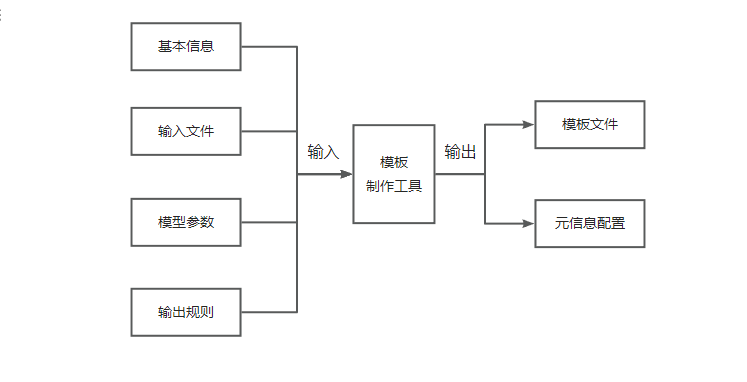 基本信息
输入文件
模型参数
输出规则
输入
模板
制作工具
输出
模板文件
元信息配置